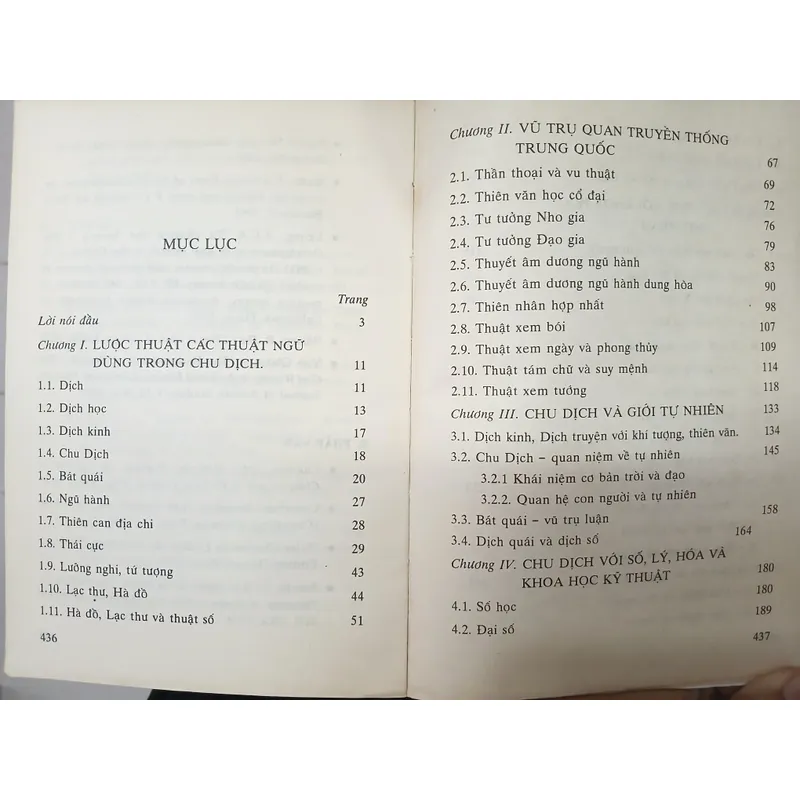 MỤC LỤC
Trang
Lời nói đầu 3
Chương I. LƯỢC THUẬT CÁC THUẬT NGỮ
DÙNG TRONG CHU DỊCH. 11
1.1. Dịch 11
1.2. Dịch học 13
1.3. Dịch kinh 17
1.4. Chu Dịch 18
1.5. Bát quái 20
1.6. Ngũ hành 27
1.7. Thiên can địa chi 28
1.8. Thái cực 29
1.9. Lưỡng nghi, tứ tượng 43
1.10. Lạc thư, Hà đồ 44
1.11. Hà đồ, Lạc thư và thuật số 51
436
Chương II. VŨ TRỤ QUAN TRUYỀN THỐNG
TRUNG QUỐC 67
2.1. Thần thoại và vu thuật 69
2.2. Thiên văn học cổ đại 72
2.3. Tư tưởng Nho gia 76
2.4. Tư tưởng Đạo gia 79
2.5. Thuyết âm dương ngũ hành 83
2.6. Thuyết âm dương ngũ hành dung hòa 90
2.7. Thiên nhân hợp nhất 98
2.8. Thuật xem bói 107
2.9. Thuật xem ngày và phong thủy 109
2.10. Thuật tám chữ và suy mệnh 114
2.11. Thuật xem tướng 118
Chương III. CHU DỊCH VÀ GIỚI TỰ NHIÊN 133
3.1. Dịch kinh, Dịch truyện với khí tượng, thiên văn. 134
3.2. Chu Dịch – quan niệm về tự nhiên 145
3.2.1 Khái niệm cơ bản trời và đạo
3.2.2. Quan hệ con người và tự nhiên
3.3. Bát quái – vũ trụ luận 158
3.4. Dịch quái và dịch số 164
Chương IV. CHU DỊCH VỚI SỐ, LÝ, HÓA VÀ
KHOA HỌC KỸ THUẬT 180
4.1. Số học 180
4.2. Đại số 189
437